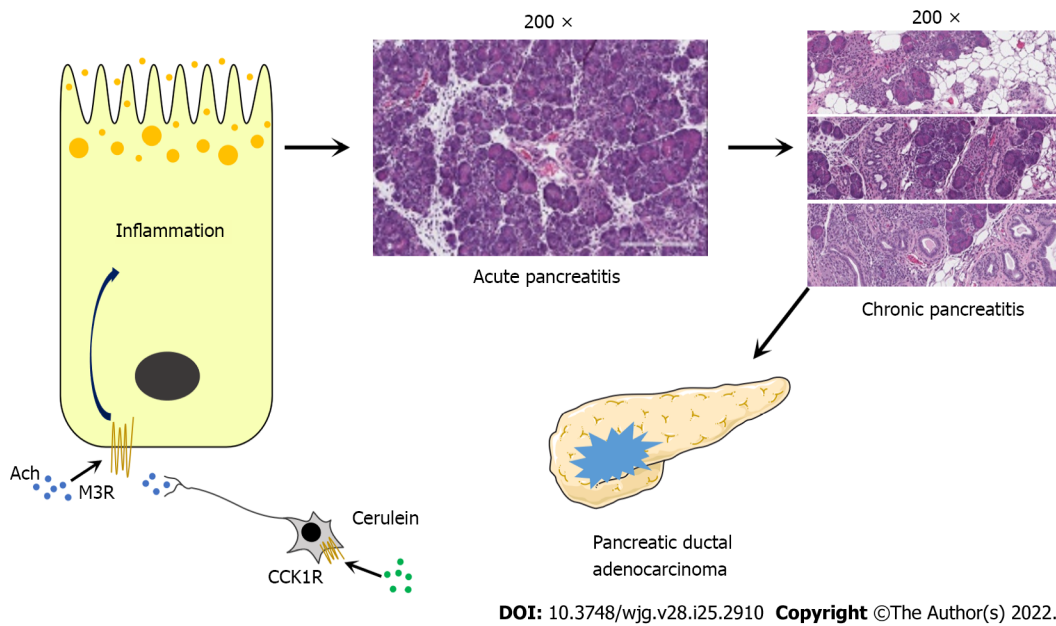 200 ×
200 ×
Inflammation
Acute pancreatitis
Chronic pancreatitis
Ach
M3R
Cerulein
CCK1R
Pancreatic ductal
adenocarcinoma
DOI: 10.3748/wjg.v28.i25.2910 Copyright ©The Author(s) 2022.